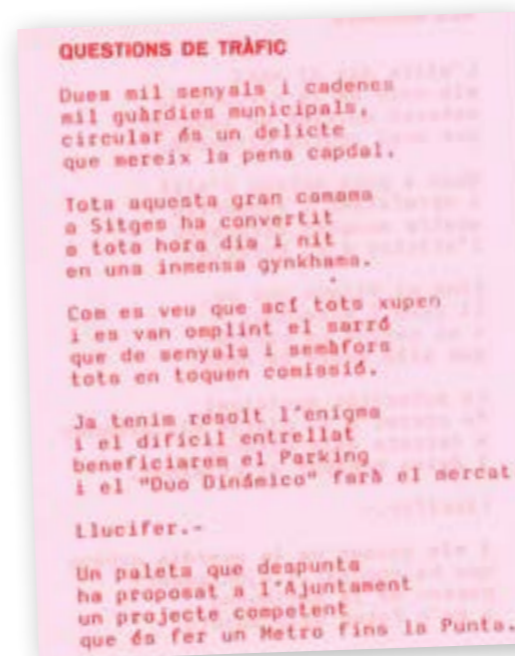 QUESTIONS DE TRÀFIC
Dues mil senyals i cadenes
mil guàrdies municipals,
circular és un delicte
que mereix la pena capdal.
Tota aquesta gran camama
a Sitges ha convertit
a tota hora dia i nit
en una inmensa gynkhama.
Com es veu que ací tots xupen
i es van omplint el sarró
que de senyals i semàfors
tots en toquen comissió.
Ja tenim resolt l'enigma
i el difícil entrellat
beneficiarem el Parking
i el "Duo Dinámico" farà el mercat
Llucifer.-
Un paleta que despunta
ha proposat a l'Ajuntament
un projecte competent
que és fer un Metro fins la Punta.